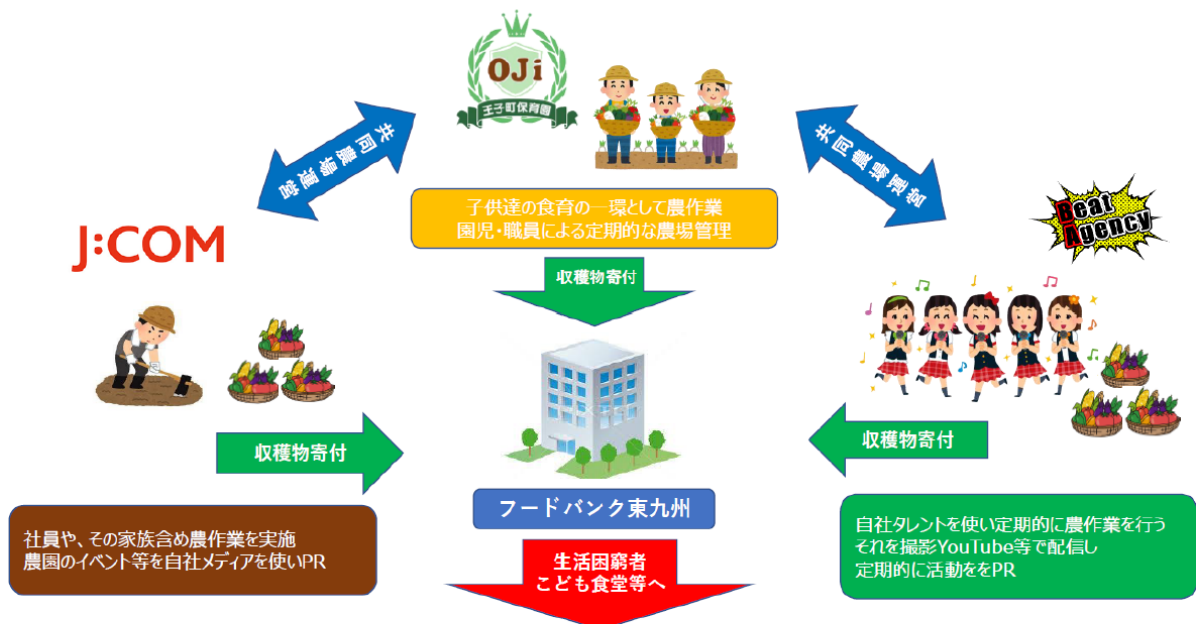 OJi
王子町保育園
共同農場運営
共同農場運営
子供達の食育の一環として農作業
園児・職員による定期的な農場管理
J:COM
Beat
Agency
収穫物寄付
収穫物寄付
収穫物寄付
フードバンク東九州
社員や、その家族含め農作業を実施
農園のイベント等を自社メディアを使いPR
自社タレントを使い定期的に農作業を行う
それを撮影YouTube等で配信し
定期的に活動ををPR
生活困窮者
こども食堂等へ